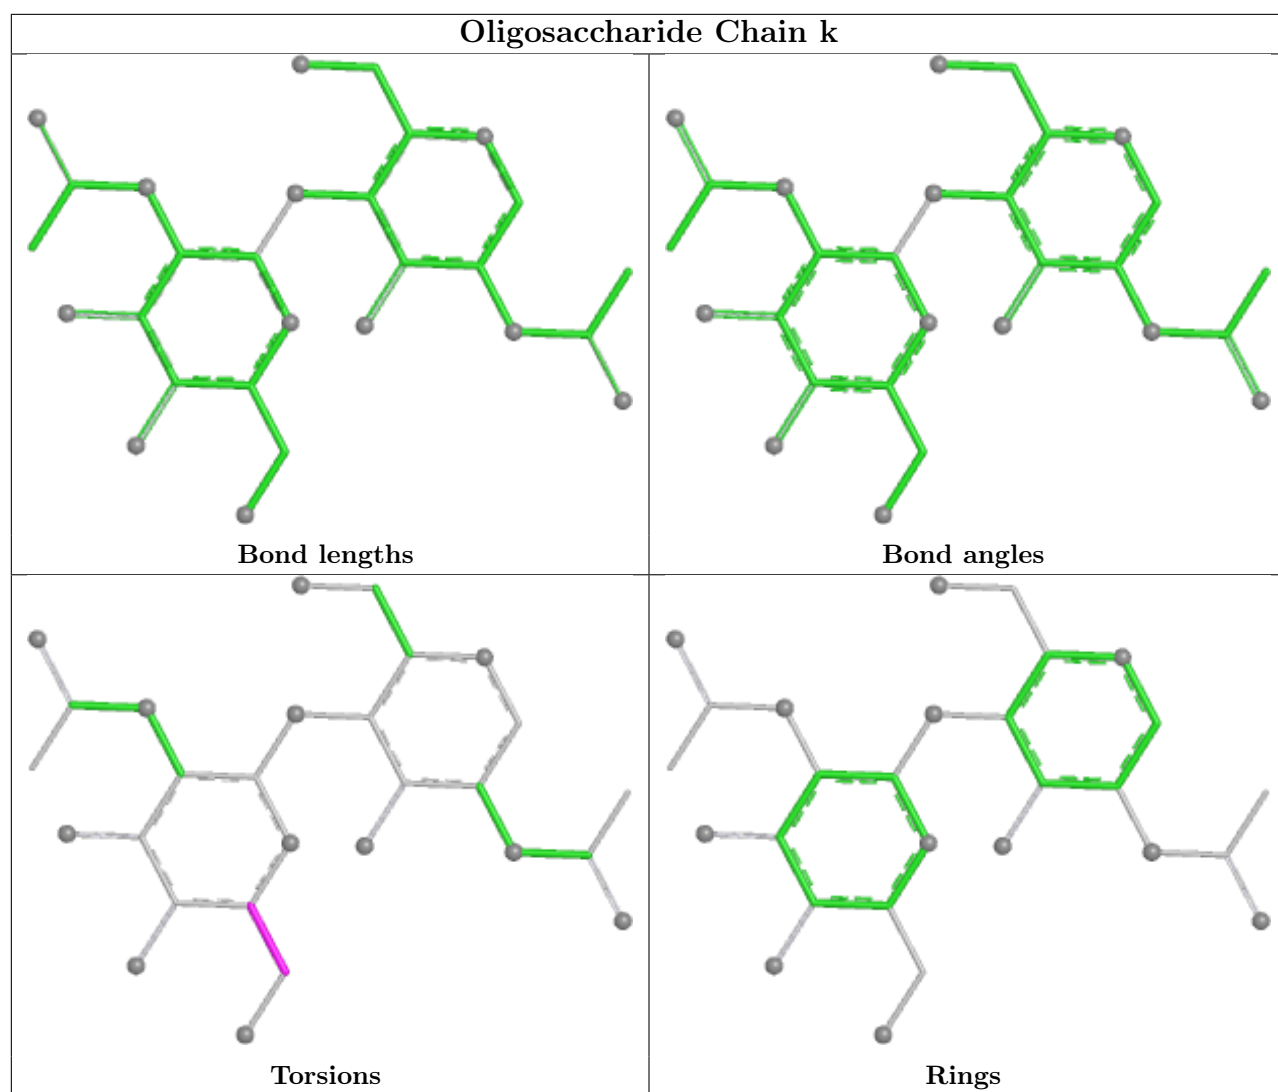 Oligosaccharide Chain k
Bond lengths
Bond angles
Torsions
Rings